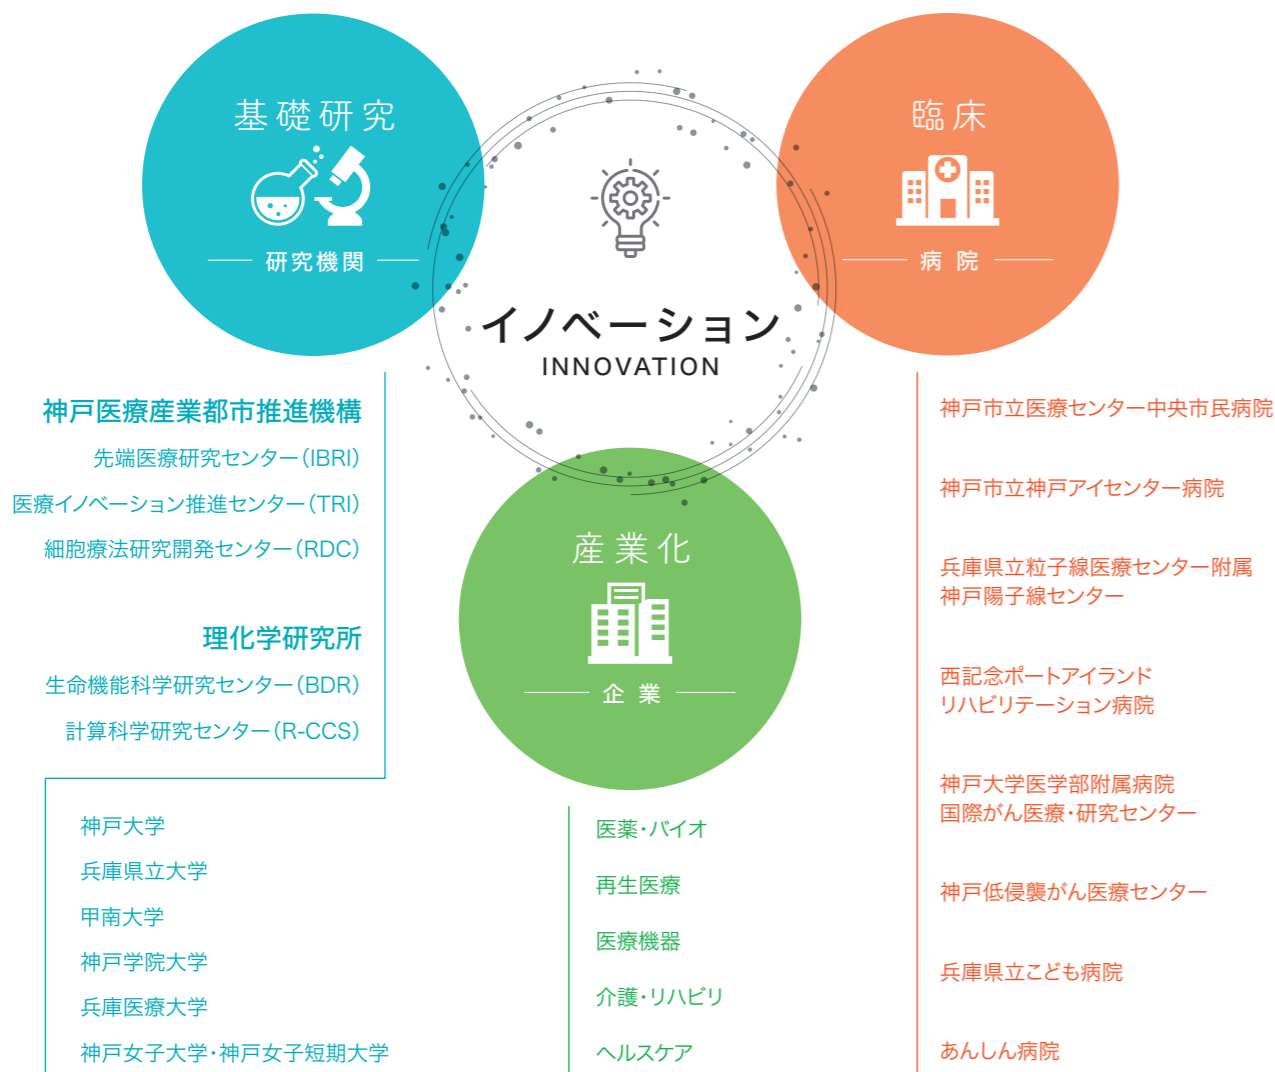 基礎研究
研究機関
臨床
病院
イノベーション
INNOVATION
産業化
企業
神戸医療産業都市推進機構
先端医療研究センター（IBRI）
医療イノベーション推進センター（TRI）
細胞療法研究開発センター（RDC）
理化学研究所
生命機能科学研究センター（BDR）
計算科学研究センター（R-CCS）
神戸大学
兵庫県立大学
甲南大学
神戸学院大学
兵庫医療大学
神戸女子大学・神戸女子短期大学
医薬・バイオ
再生医療
医療機器
介護・リハビリ
ヘルスケア
神戸市立医療センター中央市民病院
神戸市立神戸アイセンター病院
兵庫県立粒子線医療センター附属
神戸陽子線センター
西記念ポートアイランド
リハビリテーション病院
神戸大学医学部附属病院
国際がん医療・研究センター
神戸低侵襲がん医療センター
兵庫県立こども病院
あんしん病院